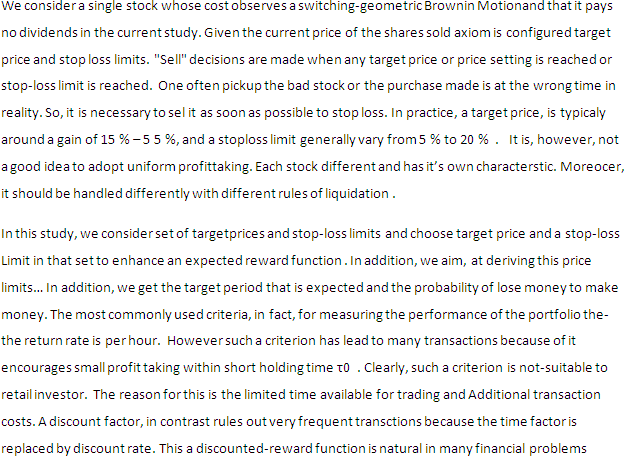 We consider a single stock whose cost observes a switching-geometric Brownin Motionand that it pays
no dividends in the current study. Given the current price of the shares sold axiom is configured target
price and stop loss limits. "Sell" decisions are made when any target price or price setting is reached or
stop-loss limit is reached. One often pickup the bad stock or the purchase made is at the wrong time in
reality. So, it is necessary to sel it as soon as possible to stop loss. In practice, a target price, is typicaly
around a gain of 15 % – 5 5 %, and a stoploss limit generally vary from 5 % to 20 % . It is, however, not
a good idea to adopt uniform profittaking. Each stock different and has it's own characterstic. Moreocer,
it should be handled differently with different rules of liquidation .
In this study, we consider set of targetprices and stop-loss limits and choose target price and a stop-loss
Limit in that set to enhance an expected reward function . In addition, we aim, at deriving this price
limits... In addition, we get the target period that is expected and the probability of lose money to make
money. The most commonly used criteria, in fact, for measuring the performance of the portfolio the-
the return rate is per hour. However such a criterion has lead to many transactions because of it
encourages small profit taking within short holding time τ0 . Clearly, such a criterion is not-suitable to
retail investor. The reason for this is the limited time available for trading and Additional transaction
costs. A discount factor, in contrast rules out very frequent transctions because the time factor is
replaced by discount rate. This a discounted-reward function is natural in many financial problems